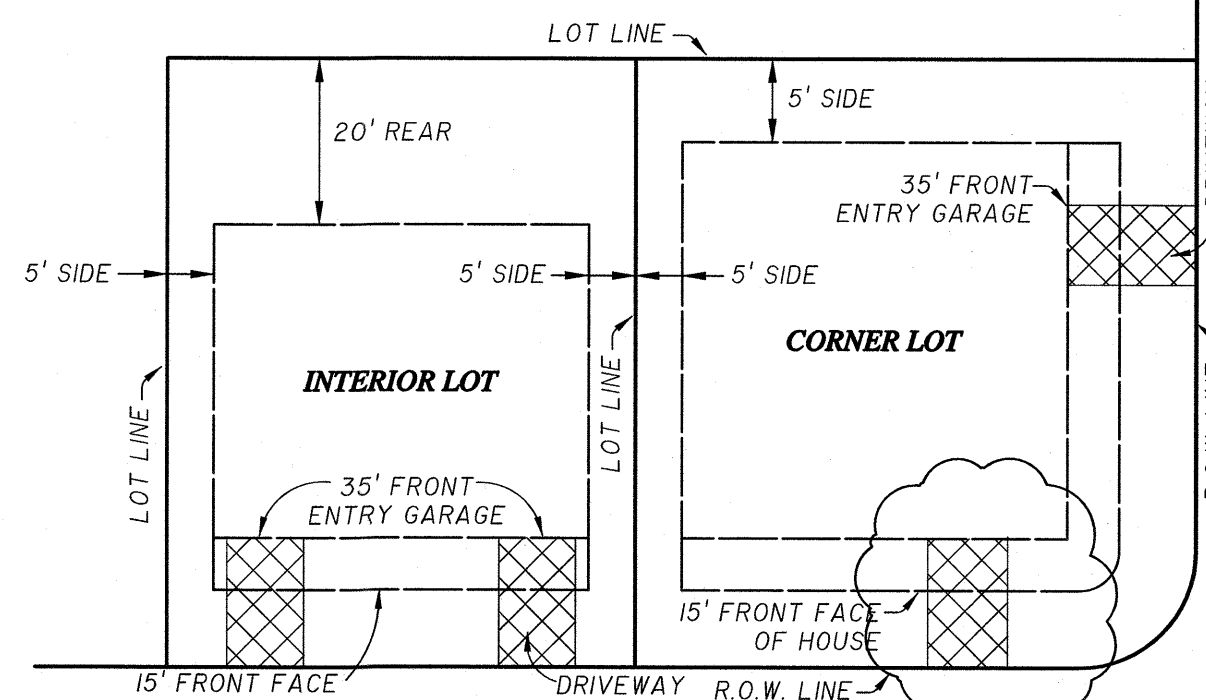 LOT LINE
20' REAR
5' SIDE
35' FRONT
ENTRY GARAGE
5' SIDE
5' SIDE
5' SIDE
CORNER LOT
INTERIOR LOT
LOT LINE
LOT LINE
35' FRONT
ENTRY GARAGE
15' FRONT FACE
OF HOUSE
15' FRONT FACE
DRIVEWAY
R.O.W. LINE